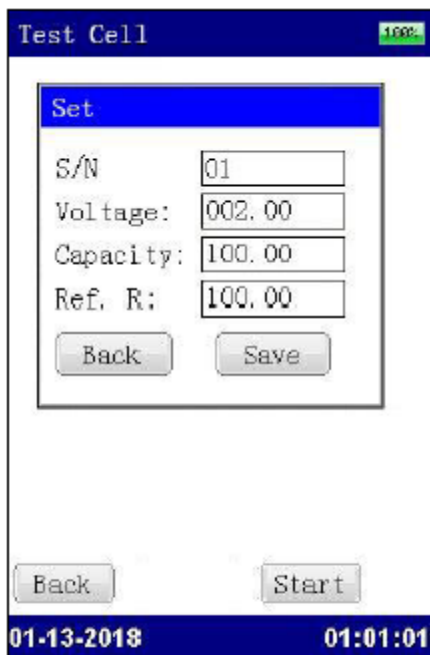 Test Cell 100%
Set
S/N 01
Voltage: 002.00
Capacity: 100.00
Ref. R: 100.00
Back Save
Back Start
01-13-2018 01:01:01